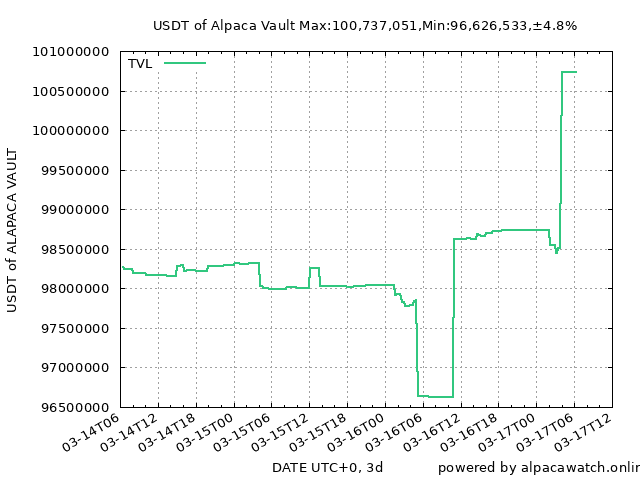 USDT of Alpaca Vault Max:100,737,051,Min:96,626,533,±4.8%
TVL
101000000
100500000
100000000
99500000
99000000
98500000
98000000
97500000
97000000
96500000
USDT of ALAPACA VAULT
03-14T06
03-14T12
03-14T18
03-15T00
03-15T06
03-15T12
03-15T18
03-16T00
03-16T06
03-16T12
03-16T18
03-17T00
03-17T06
03-17T12
DATE UTC+0, 3d
powered by alpacawatch.onlin